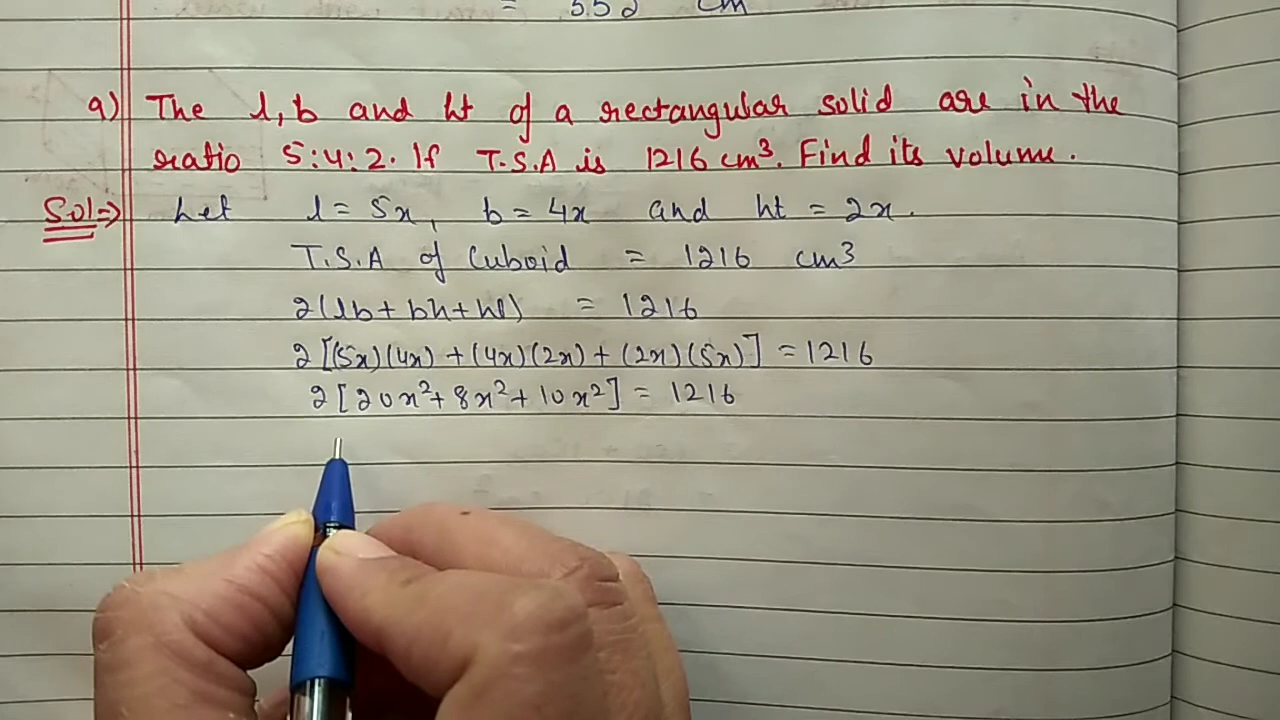 = 552 cm
9) The l, b and ht of a rectangular solid are in the
ratio 5:4:2. If T.S.A is 1216 cm³. Find its volume.
Sol⇒ Let l = 5x, b = 4x and ht = 2x.
T.S.A of Cuboid = 1216 cm³
2(lb + bh + hl) = 1216
2[(5x)(4x) + (4x)(2x) + (2x)(5x)] = 1216
2[20x² + 8x² + 10x²] = 1216